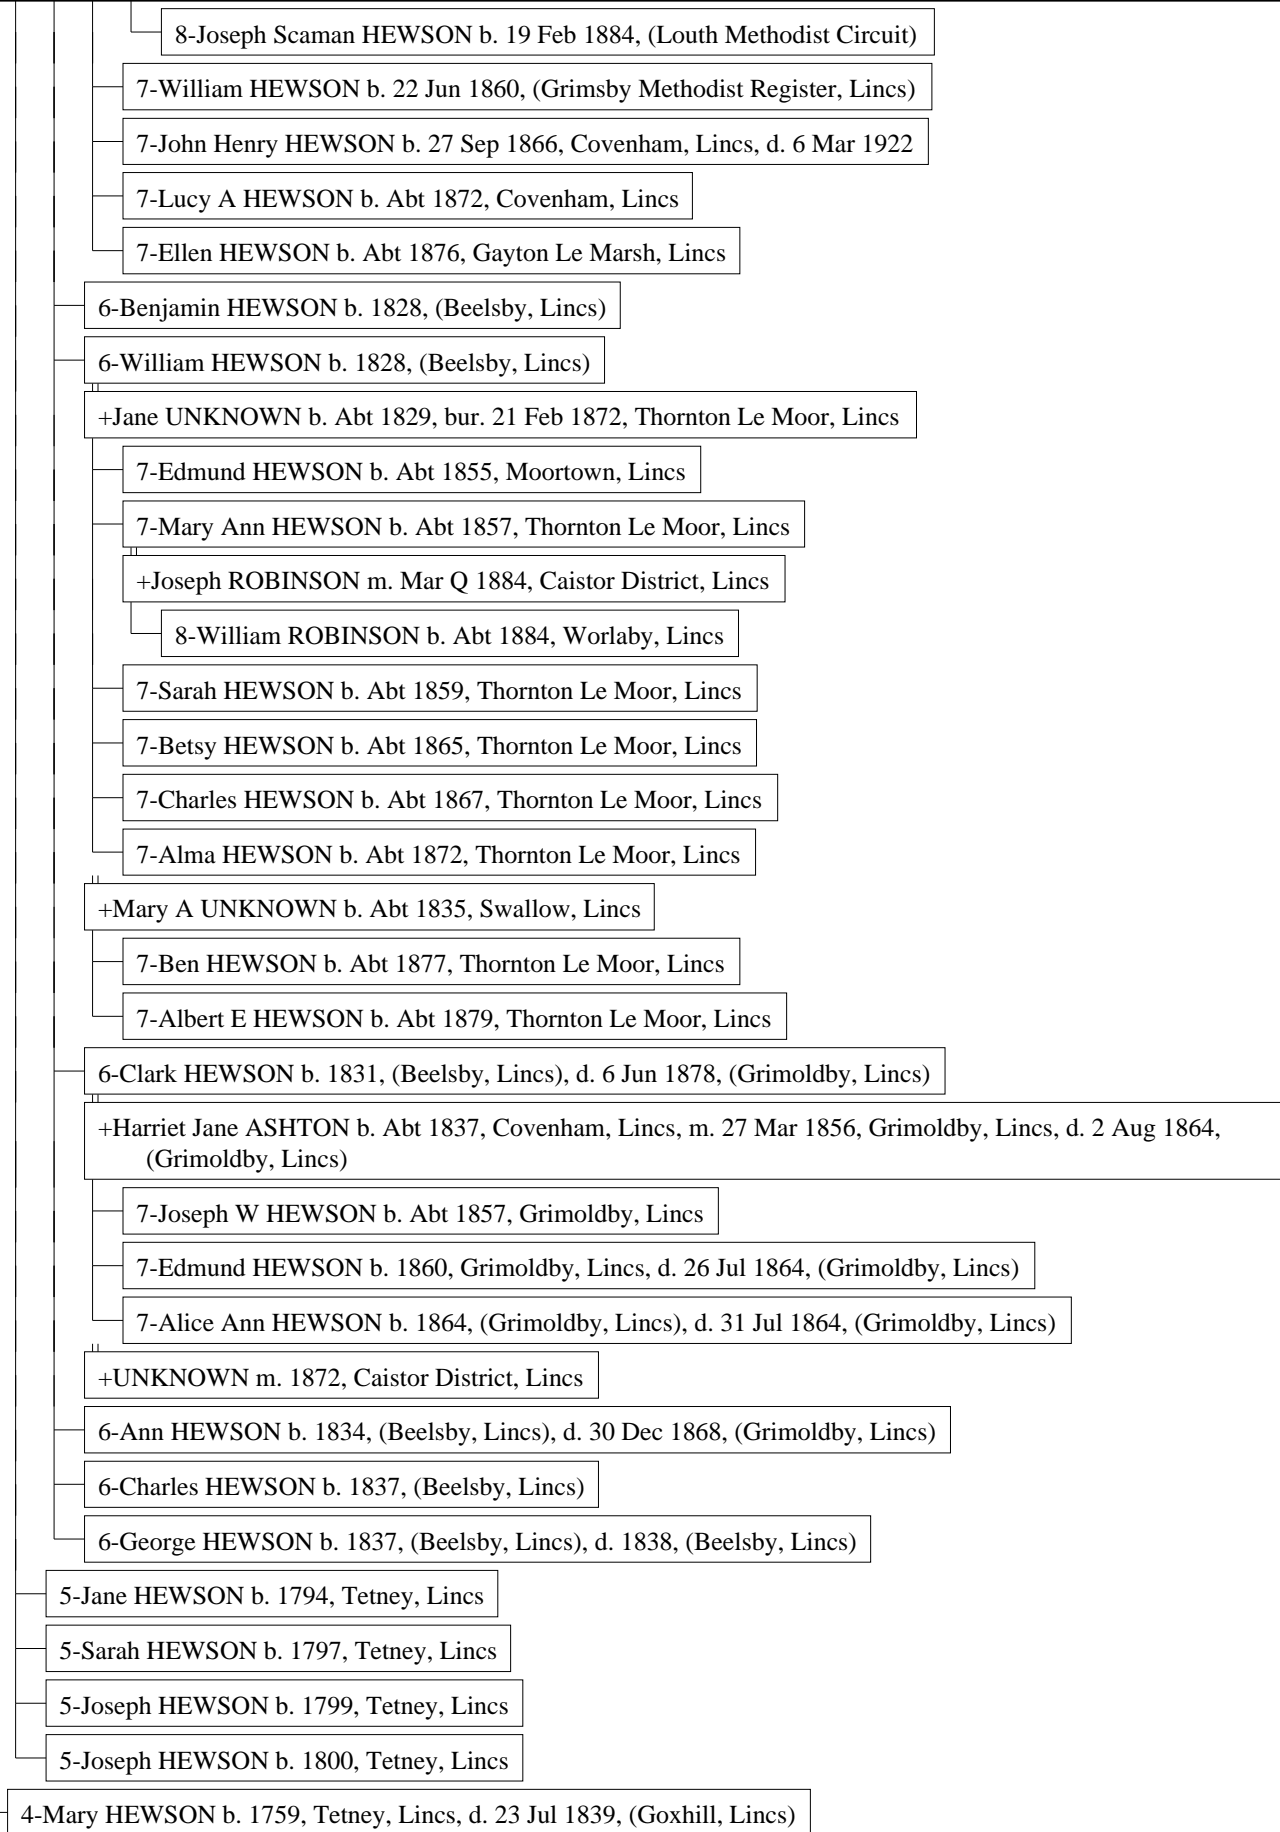 8-Joseph Scaman HEWSON b. 19 Feb 1884, (Louth Methodist Circuit)
7-William HEWSON b. 22 Jun 1860, (Grimsby Methodist Register, Lincs)
7-John Henry HEWSON b. 27 Sep 1866, Covenham, Lincs, d. 6 Mar 1922
7-Lucy A HEWSON b. Abt 1872, Covenham, Lincs
7-Ellen HEWSON b. Abt 1876, Gayton Le Marsh, Lincs
6-Benjamin HEWSON b. 1828, (Beelsby, Lincs)
6-William HEWSON b. 1828, (Beelsby, Lincs)
+Jane UNKNOWN b. Abt 1829, bur. 21 Feb 1872, Thornton Le Moor, Lincs
7-Edmund HEWSON b. Abt 1855, Moortown, Lincs
7-Mary Ann HEWSON b. Abt 1857, Thornton Le Moor, Lincs
+Joseph ROBINSON m. Mar Q 1884, Caistor District, Lincs
8-William ROBINSON b. Abt 1884, Worlaby, Lincs
7-Sarah HEWSON b. Abt 1859, Thornton Le Moor, Lincs
7-Betsy HEWSON b. Abt 1865, Thornton Le Moor, Lincs
7-Charles HEWSON b. Abt 1867, Thornton Le Moor, Lincs
7-Alma HEWSON b. Abt 1872, Thornton Le Moor, Lincs
+Mary A UNKNOWN b. Abt 1835, Swallow, Lincs
7-Ben HEWSON b. Abt 1877, Thornton Le Moor, Lincs
7-Albert E HEWSON b. Abt 1879, Thornton Le Moor, Lincs
6-Clark HEWSON b. 1831, (Beelsby, Lincs), d. 6 Jun 1878, (Grimoldby, Lincs)
+Harriet Jane ASHTON b. Abt 1837, Covenham, Lincs, m. 27 Mar 1856, Grimoldby, Lincs, d. 2 Aug 1864,
(Grimoldby, Lincs)
7-Joseph W HEWSON b. Abt 1857, Grimoldby, Lincs
7-Edmund HEWSON b. 1860, Grimoldby, Lincs, d. 26 Jul 1864, (Grimoldby, Lincs)
7-Alice Ann HEWSON b. 1864, (Grimoldby, Lincs), d. 31 Jul 1864, (Grimoldby, Lincs)
+UNKNOWN m. 1872, Caistor District, Lincs
6-Ann HEWSON b. 1834, (Beelsby, Lincs), d. 30 Dec 1868, (Grimoldby, Lincs)
6-Charles HEWSON b. 1837, (Beelsby, Lincs)
6-George HEWSON b. 1837, (Beelsby, Lincs), d. 1838, (Beelsby, Lincs)
5-Jane HEWSON b. 1794, Tetney, Lincs
5-Sarah HEWSON b. 1797, Tetney, Lincs
5-Joseph HEWSON b. 1799, Tetney, Lincs
5-Joseph HEWSON b. 1800, Tetney, Lincs
4-Mary HEWSON b. 1759, Tetney, Lincs, d. 23 Jul 1839, (Goxhill, Lincs)